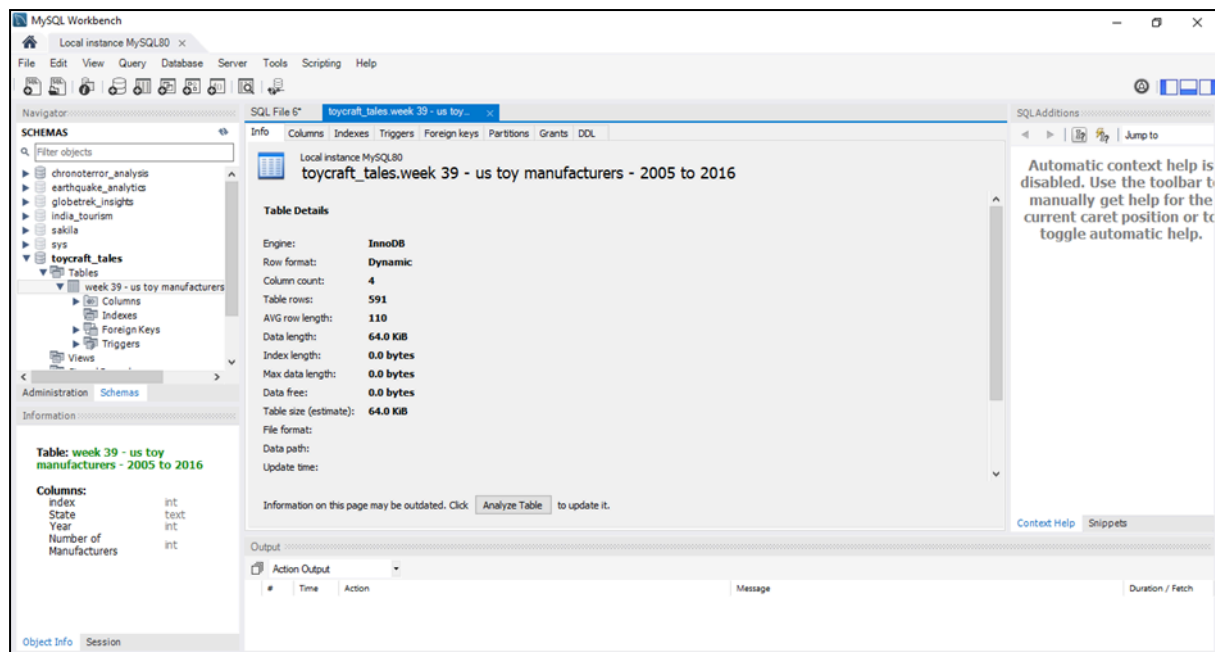 MySQL Workbench
Local instance MySQL80 ×
File Edit View Query Database Server Tools Scripting Help
Navigator
SCHEMAS
Filter objects
chronoterror_analysis
earthquake_analytics
globetrek_insights
india_tourism
sakila
sys
toycraft_tales
Tables
week 39 - us toy manufacturers
Columns
Indexes
Foreign Keys
Triggers
Views
Administration Schemas
Information
Table: week 39 - us toy
manufacturers - 2005 to 2016
Columns:
index int
State text
Year int
Number of
Manufacturers int
Object Info Session
SQL File 6* toycraft_tales.week 39 - us toy... ×
Info Columns Indexes Triggers Foreign keys Partitions Grants DDL
Local instance MySQL80
toycraft_tales.week 39 - us toy manufacturers - 2005 to 2016
Table Details
Engine: InnoDB
Row format: Dynamic
Column count: 4
Table rows: 591
AVG row length: 110
Data length: 64.0 KiB
Index length: 0.0 bytes
Max data length: 0.0 bytes
Data free: 0.0 bytes
Table size (estimate): 64.0 KiB
File format:
Data path:
Update time:
Information on this page may be outdated. Click Analyze Table to update it.
Output
Action Output
# Time Action Message Duration / Fetch
SQLAdditions
Jump to
Automatic context help is
disabled. Use the toolbar t
manually get help for the
current caret position or to
toggle automatic help.
Context Help Snippets